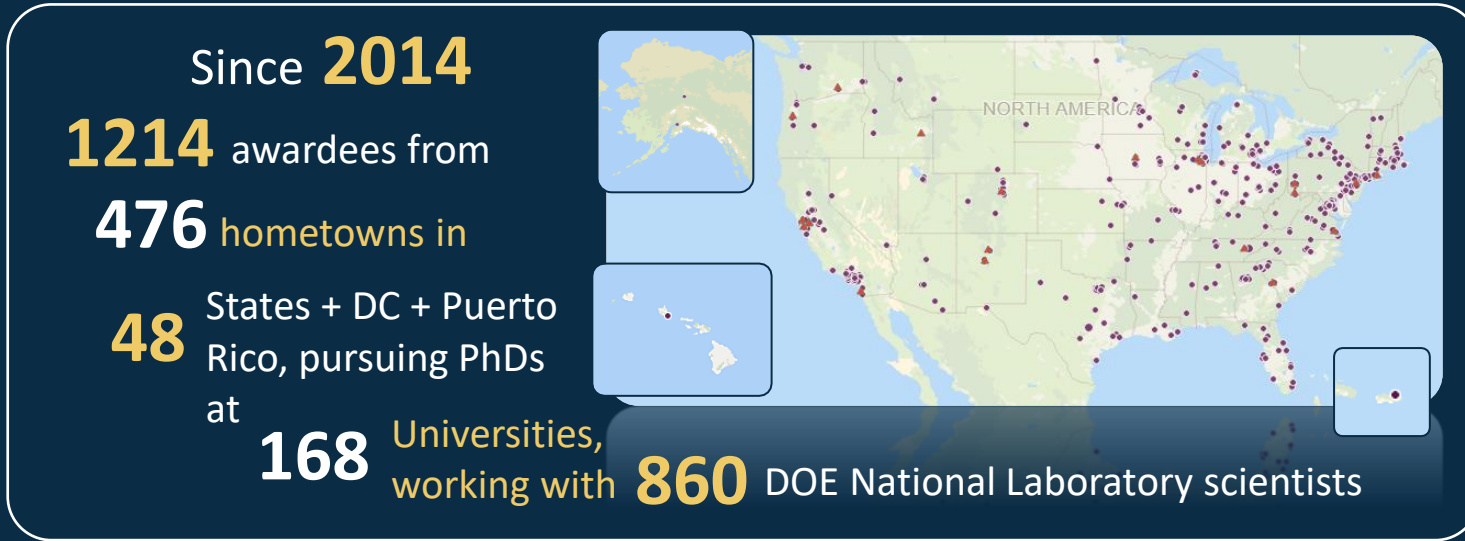 Since 2014
1214 awardees from
476 hometowns in
48 States + DC + Puerto
Rico, pursuing PhDs
at
168 Universities,
working with 860 DOE National Laboratory scientists
NORTH AMERICA